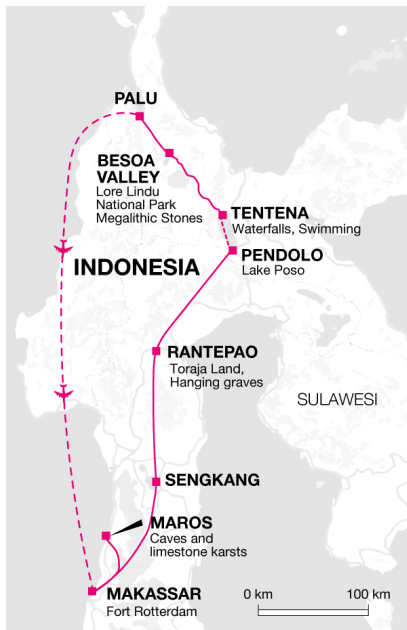 PALU
BESOA
VALLEY
Lore Lindu
National Park
Megalithic Stones
TENTENA
Waterfalls, Swimming
PENDOLO
Lake Poso
INDONESIA
RANTEPAO
Toraja Land,
Hanging graves
SULAWESI
SENGKANG
MAROS
Caves and
limestone karsts
MAKASSAR
Fort Rotterdam
0 km 100 km